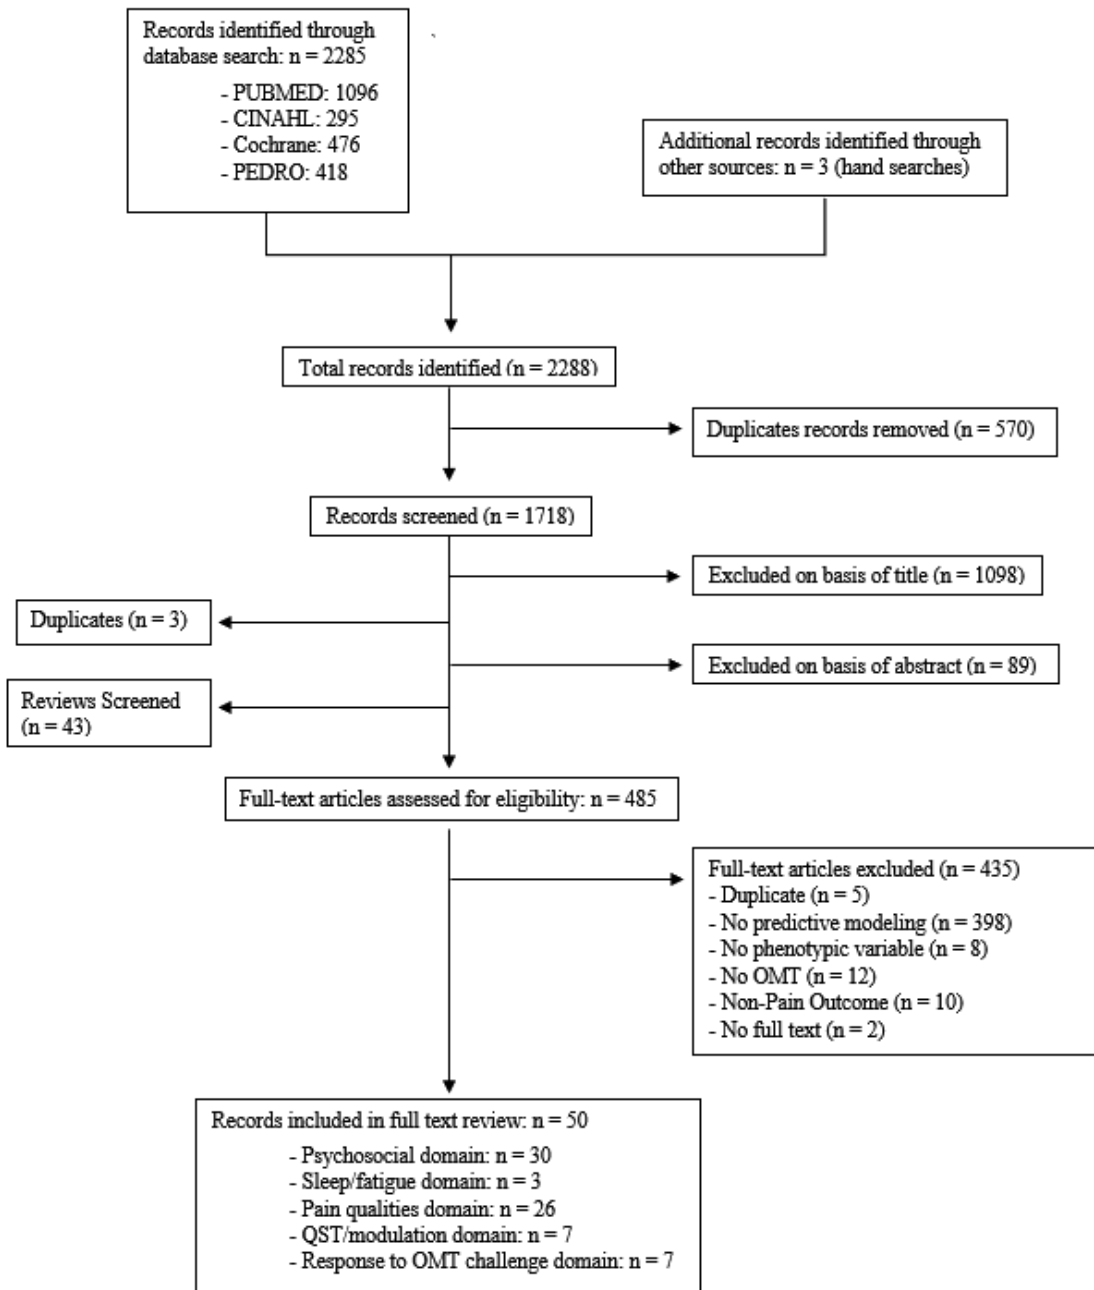 Records identified through
database search: n = 2285
- PUBMED: 1096
- CINAHL: 295
- Cochrane: 476
- PEDRO: 418
Additional records identified through
other sources: n = 3 (hand searches)
Total records identified (n = 2288)
Duplicates records removed (n = 570)
Records screened (n = 1718)
Excluded on basis of title (n = 1098)
Duplicates (n = 3)
Excluded on basis of abstract (n = 89)
Reviews Screened
(n = 43)
Full-text articles assessed for eligibility: n = 485
Full-text articles excluded (n = 435)
- Duplicate (n = 5)
- No predictive modeling (n = 398)
- No phenotypic variable (n = 8)
- No OMT (n = 12)
- Non-Pain Outcome (n = 10)
- No full text (n = 2)
Records included in full text review: n = 50
- Psychosocial domain: n = 30
- Sleep/fatigue domain: n = 3
- Pain qualities domain: n = 26
- QST/modulation domain: n = 7
- Response to OMT challenge domain: n = 7